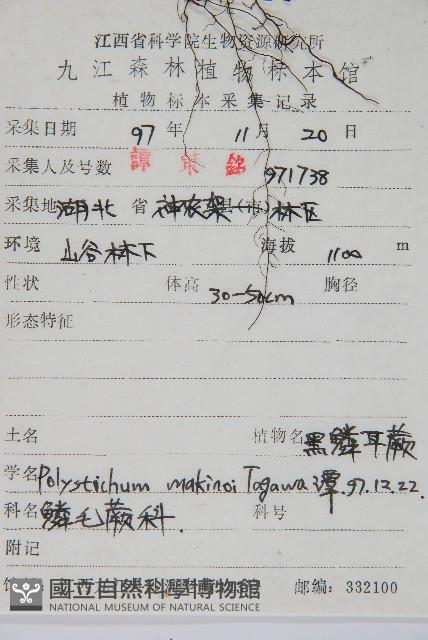 江西省科学院生物资源研究所
九江森林植物标本馆
植物标本采集记录
采集日期 97 年 11 月 20 日
采集人及号数 譚策銘 971738
采集地 湖北 省 神农架 县(市) 林区
环境 山谷林下 海拔 1100 m
性状 体高 30-50cm 胸径
形态特征
土名 植物名 黑鳞耳蕨
学名 Polystichum makinoi Tagawa 谭.97.12.22.
科名 鳞毛蕨科. 科号
附记
邮编: 332100
國立自然科學博物館
NATIONAL MUSEUM OF NATURAL SCIENCE